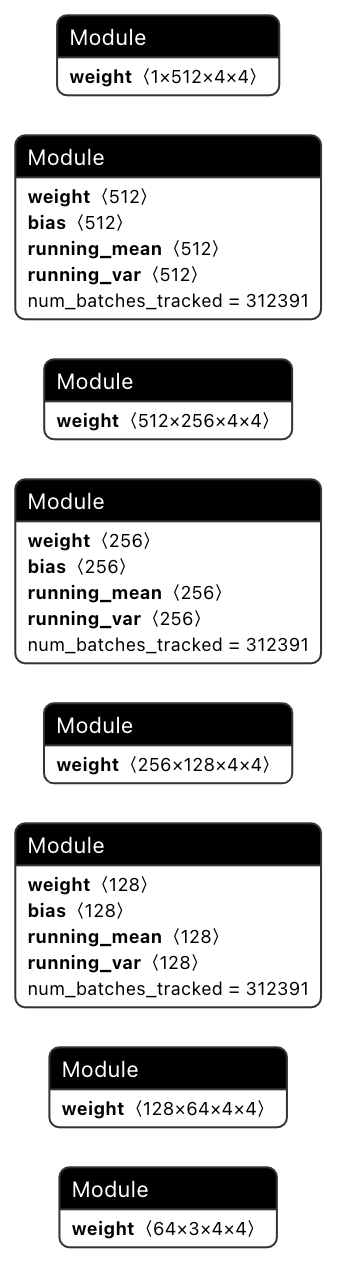 Module
weight〈1×512×4×4〉
Module
weight〈512〉
bias〈512〉
running_mean〈512〉
running_var〈512〉
num_batches_tracked = 312391
Module
weight〈512×256×4×4〉
Module
weight〈256〉
bias〈256〉
running_mean〈256〉
running_var〈256〉
num_batches_tracked = 312391
Module
weight〈256×128×4×4〉
Module
weight〈128〉
bias〈128〉
running_mean〈128〉
running_var〈128〉
num_batches_tracked = 312391
Module
weight〈128×64×4×4〉
Module
weight〈64×3×4×4〉